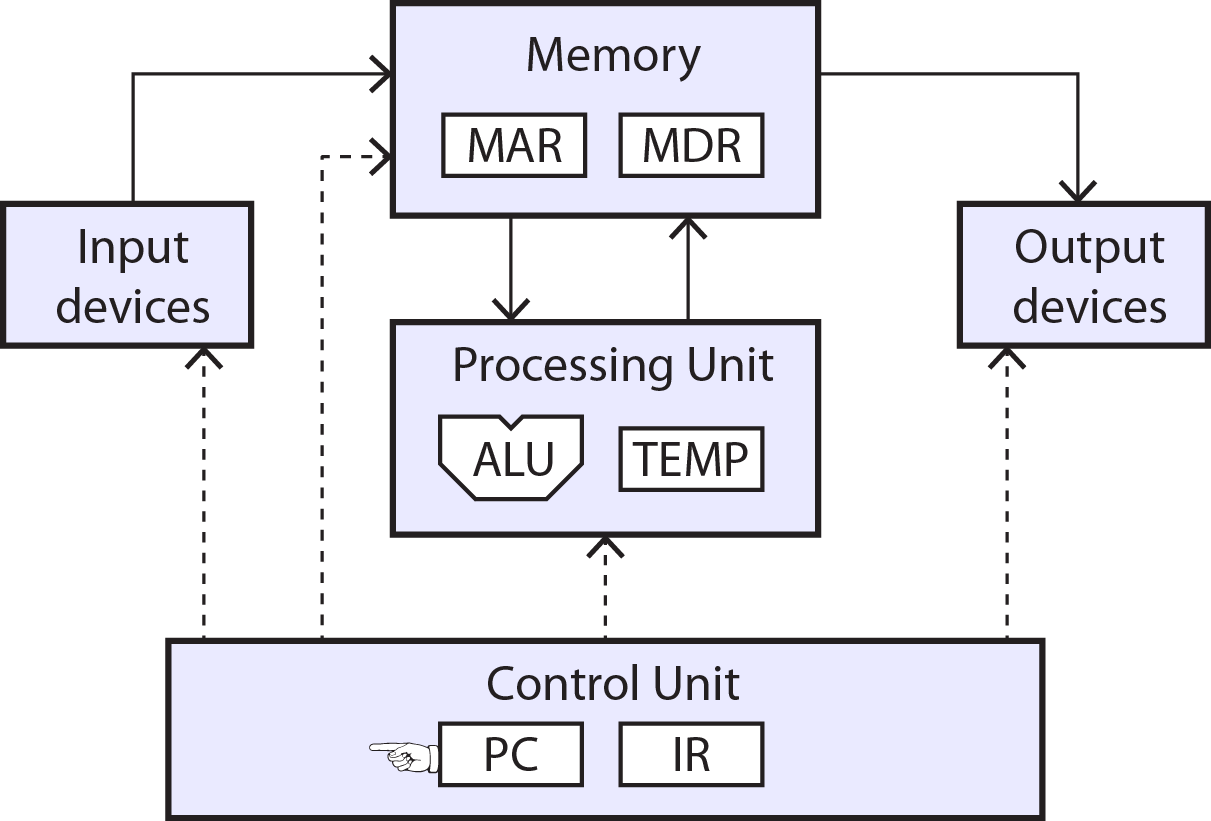 Memory
MAR
MDR
Input
devices
Output
devices
Processing Unit
ALU
TEMP
Control Unit
PC
IR